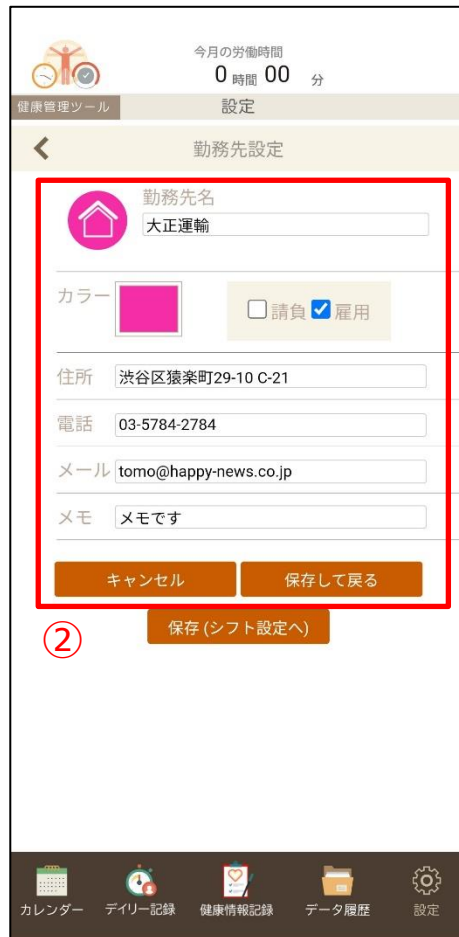 今月の労働時間
0 時間 00 分
健康管理ツール 設定
勤務先設定
勤務先名
大正運輸
カラー 請負 雇用
住所 渋谷区猿楽町29-10 C-21
電話 03-5784-2784
メール tomo@happy-news.co.jp
メモ メモです
キャンセル 保存して戻る
② 保存 (シフト設定へ)
カレンダー デイリー記録 健康情報記録 データ履歴 設定